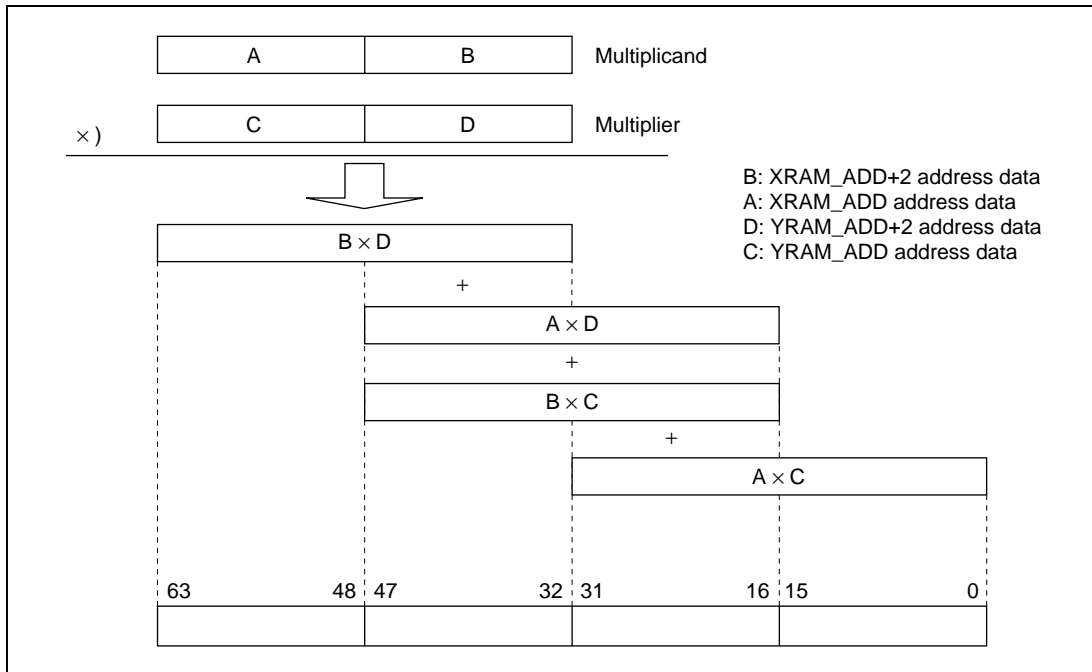 A B Multiplicand
×) C D Multiplier
B: XRAM_ADD+2 address data
A: XRAM_ADD address data
D: YRAM_ADD+2 address data
C: YRAM_ADD address data
B × D
+
A × D
+
B × C
+
A × C
63 48 47 32 31 16 15 0